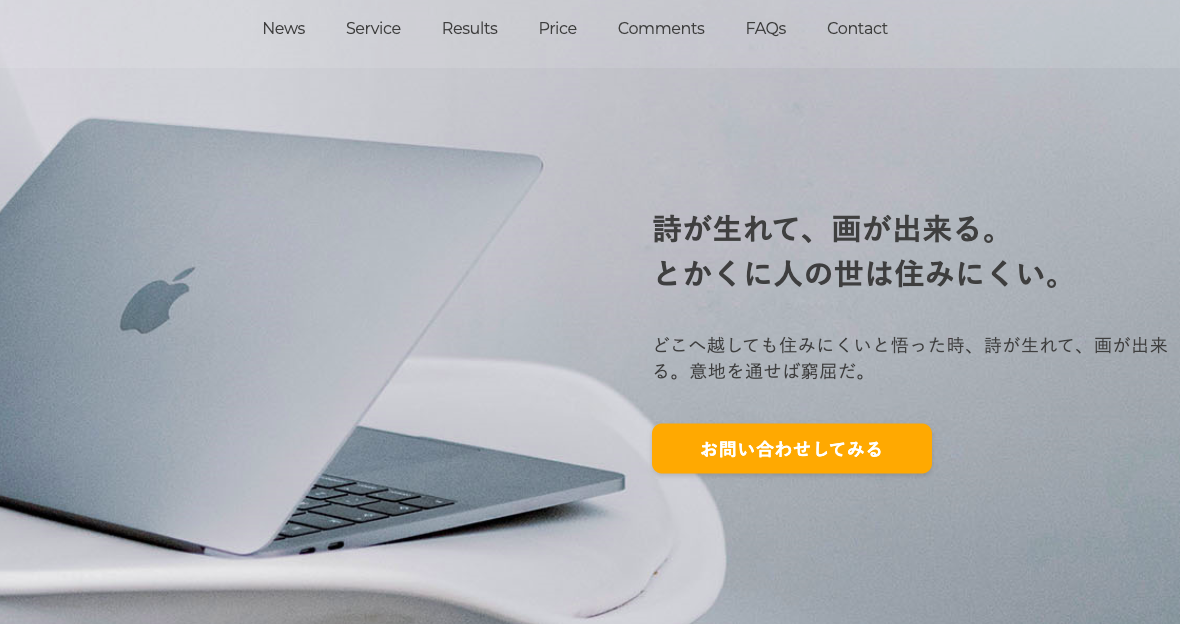 News Service Results Price Comments FAQs Contact
詩が生れて、画が出来る。
とかくに人の世は住みにくい。
どこへ越しても住みにくいと悟った時、詩が生れて、画が出来
る。意地を通せば窮屈だ。
お問い合わせしてみる